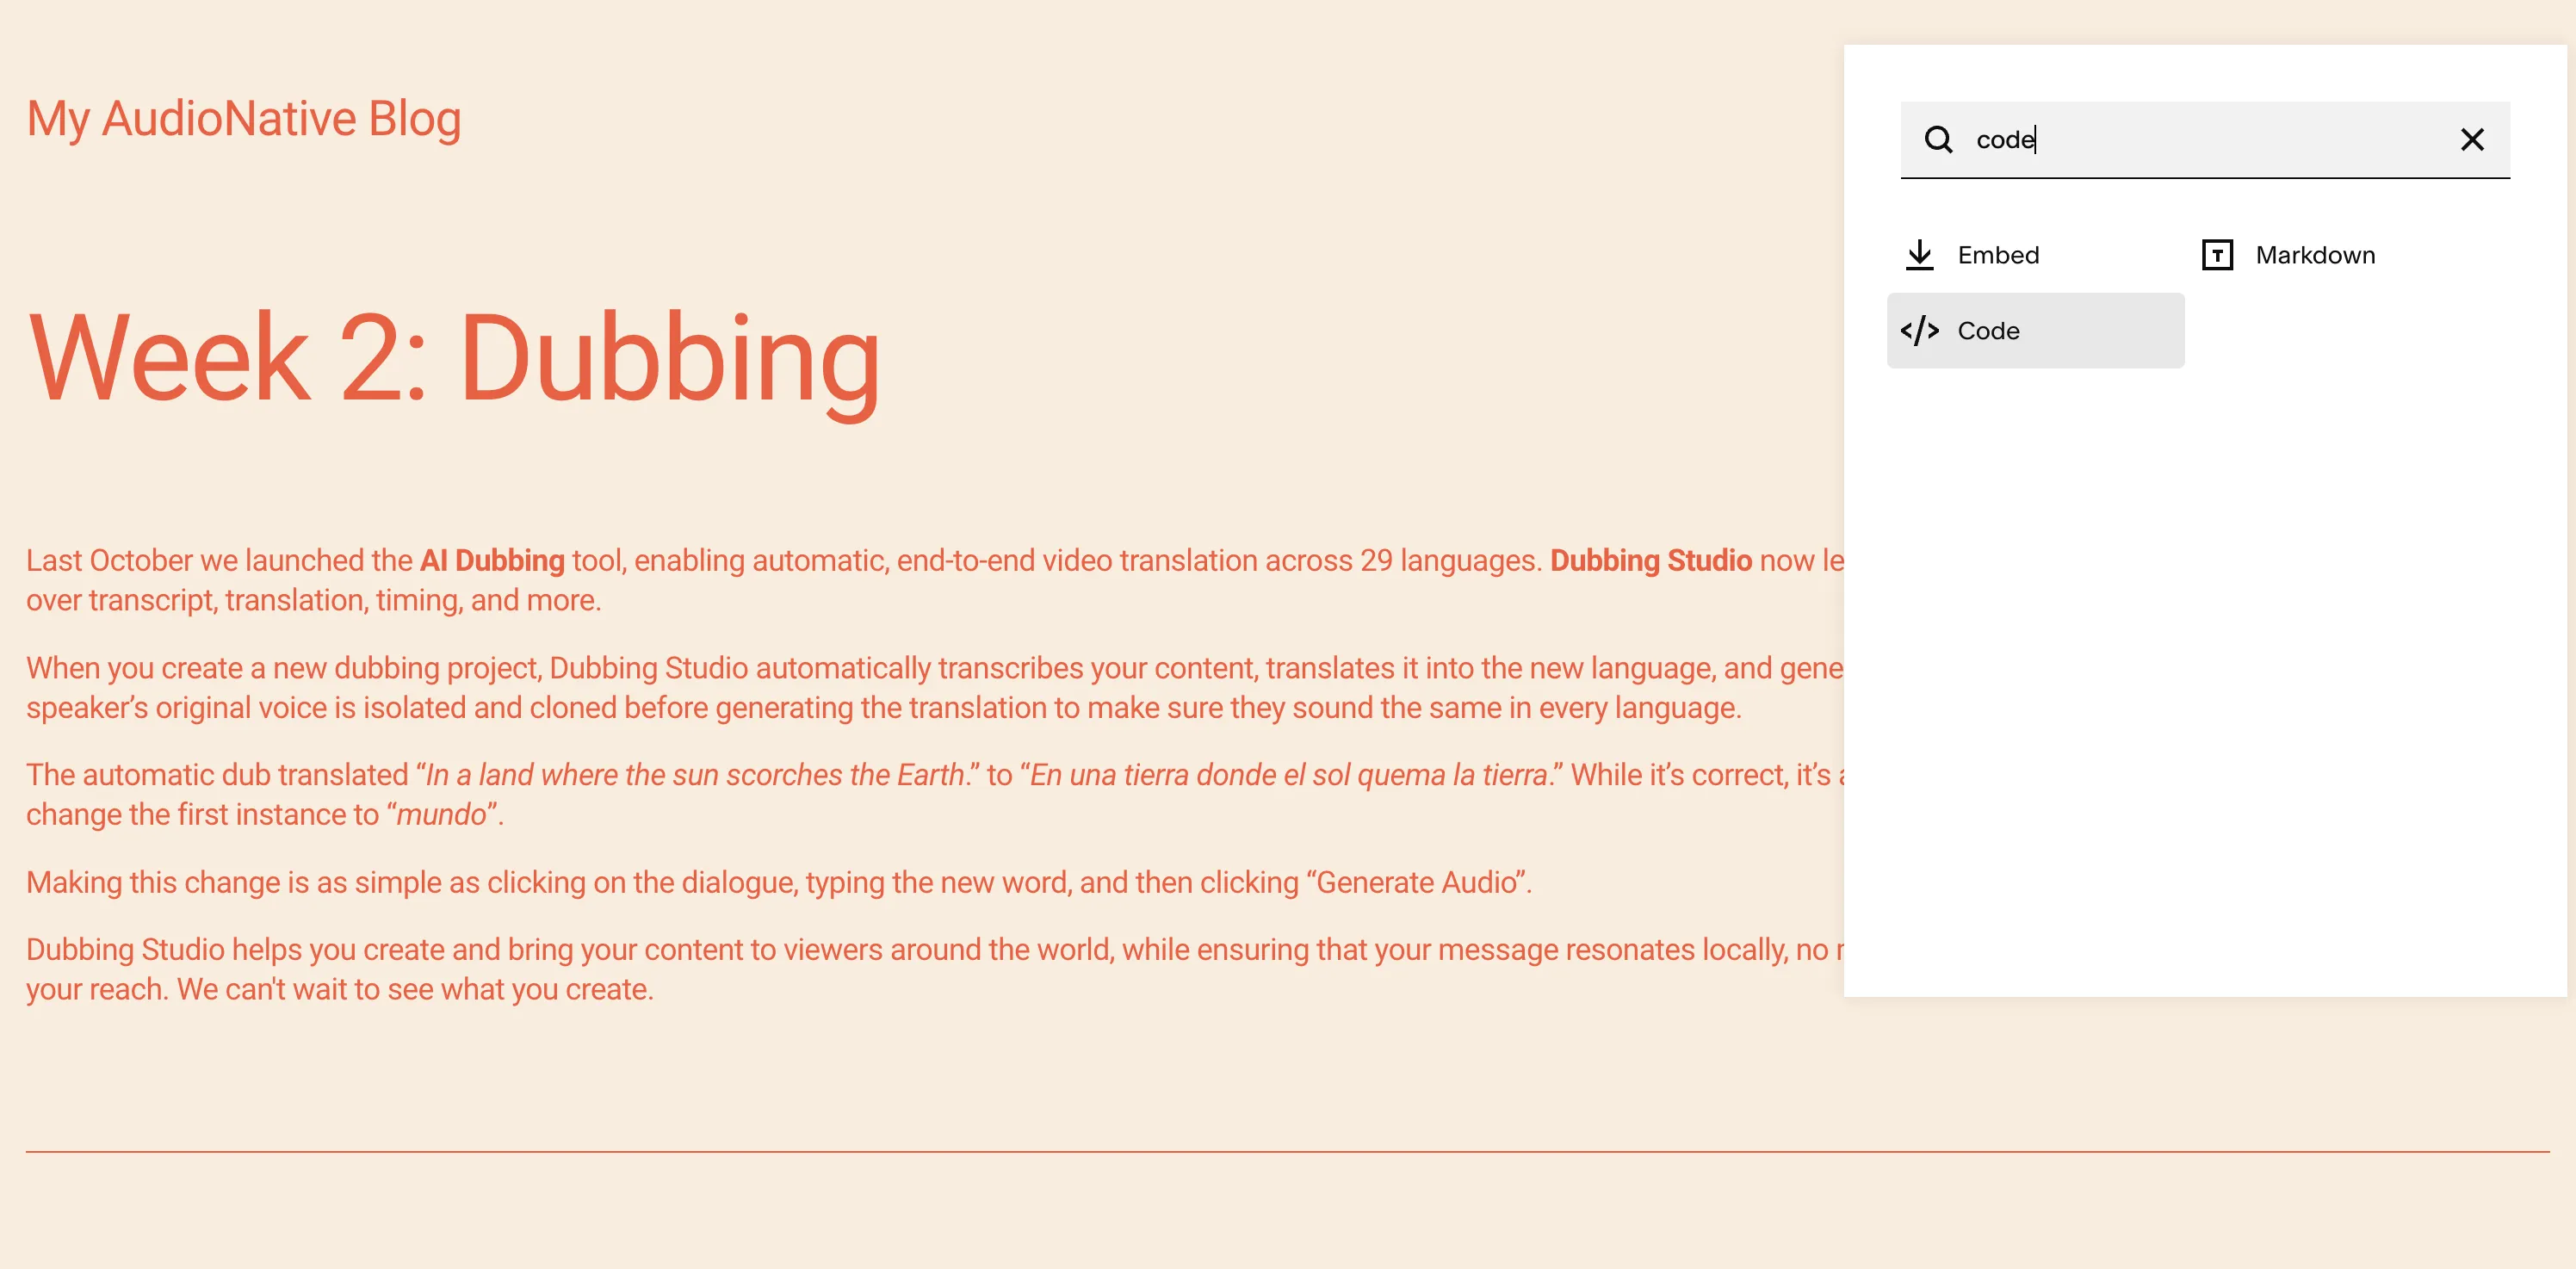 My AudioNative Blog
Week 2: Dubbing
Last October we launched the AI Dubbing tool, enabling automatic, end-to-end video translation across 29 languages. Dubbing Studio now
over transcript, translation, timing, and more.
When you create a new dubbing project, Dubbing Studio automatically transcribes your content, translates it into the new language, and
speaker’s original voice is isolated and cloned before generating the translation to make sure they sound the same in every language.
The automatic dub translated “In a land where the sun scorches the Earth.” to “En una tierra donde el sol quema la tierra.” While it’s correct, it’s
change the first instance to “mundo”.
Making this change is as simple as clicking on the dialogue, typing the new word, and then clicking “Generate Audio”.
Dubbing Studio helps you create and bring your content to viewers around the world, while ensuring that your message resonates locally, no
your reach. We can't wait to see what you create.
code
Embed
Markdown
Code